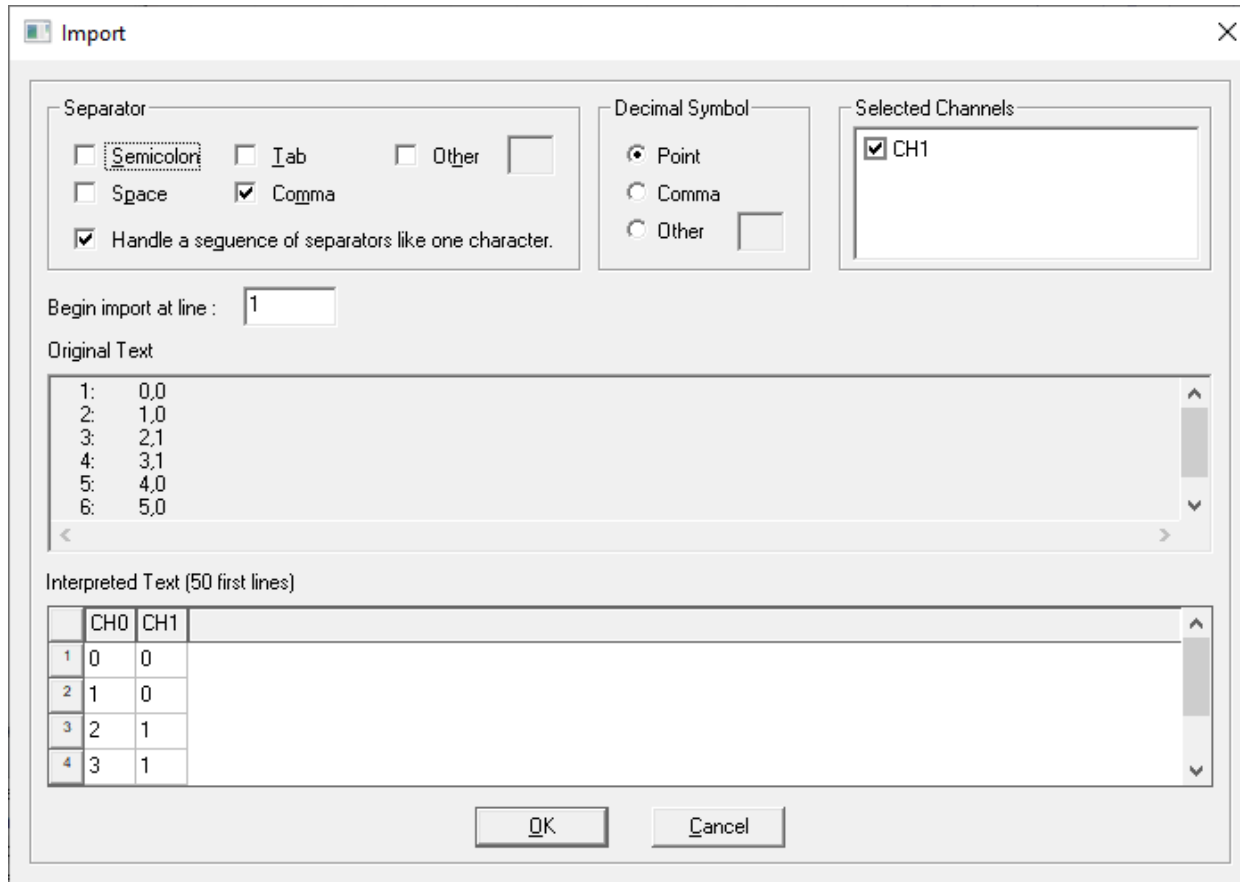 Import
Separator
Semicolon Tab Other
Space Comma
Handle a seguence of separators like one character.
Decimal Symbol
Point
Comma
Other
Selected Channels
CH1
Begin import at line : 1
Original Text
1: 0,0
2: 1,0
3: 2,1
4: 3,1
5: 4,0
6: 5,0
Interpreted Text (50 first lines)
CH0 CH1
1 0 0
2 1 0
3 2 1
4 3 1
OK Cancel